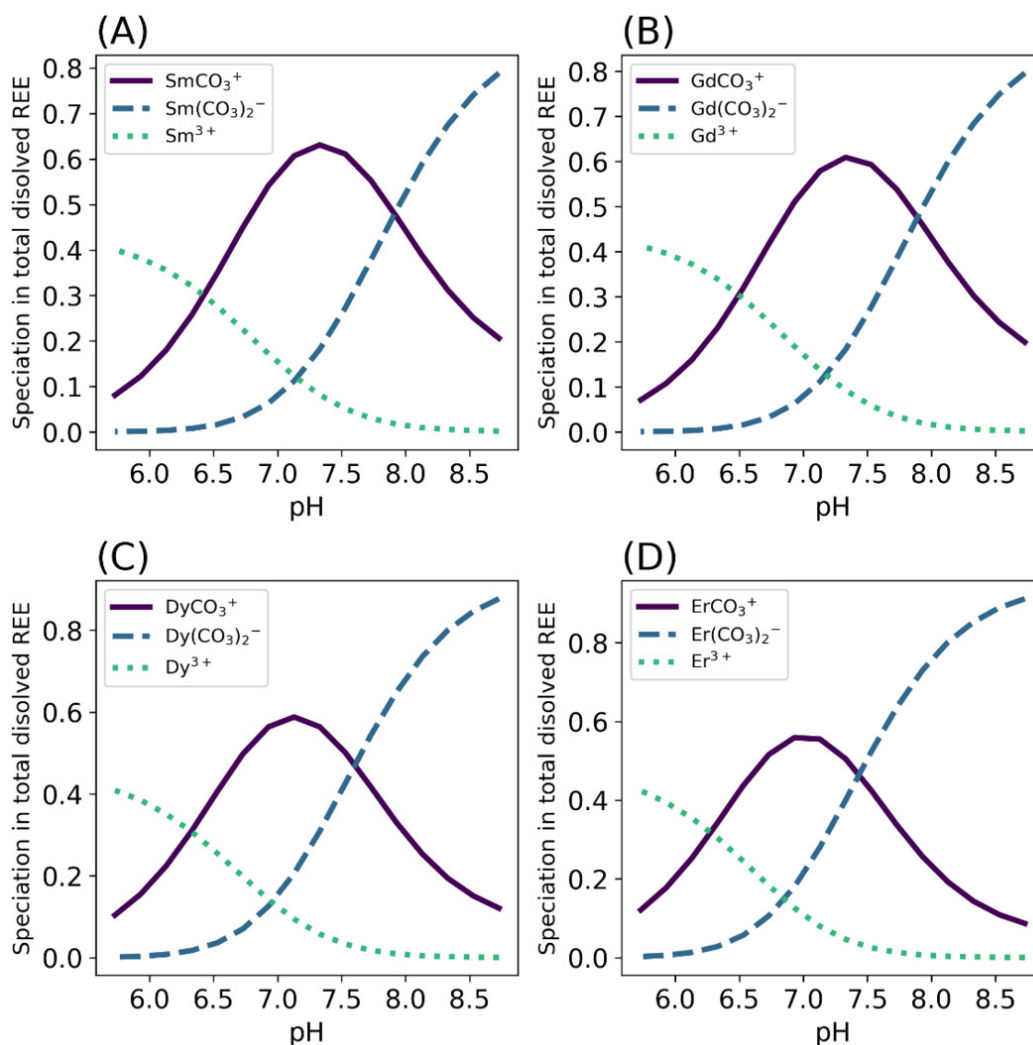 (A)
Speciation in total disolved REE
SmCO₃⁺
Sm(CO₃)₂⁻
Sm³⁺
0.8
0.7
0.6
0.5
0.4
0.3
0.2
0.1
0.0
6.0 6.5 7.0 7.5 8.0 8.5
pH
(B)
Speciation in total disolved REE
GdCO₃⁺
Gd(CO₃)₂⁻
Gd³⁺
0.8
0.7
0.6
0.5
0.4
0.3
0.2
0.1
0.0
6.0 6.5 7.0 7.5 8.0 8.5
pH
(C)
Speciation in total disolved REE
DyCO₃⁺
Dy(CO₃)₂⁻
Dy³⁺
0.8
0.6
0.4
0.2
0.0
6.0 6.5 7.0 7.5 8.0 8.5
pH
(D)
Speciation in total disolved REE
ErCO₃⁺
Er(CO₃)₂⁻
Er³⁺
0.8
0.6
0.4
0.2
0.0
6.0 6.5 7.0 7.5 8.0 8.5
pH